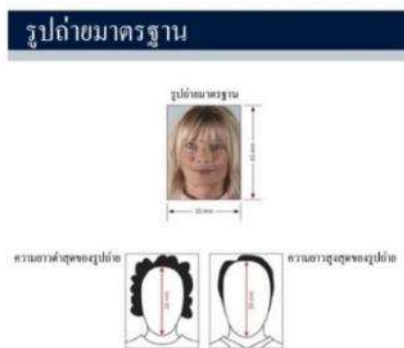 รูปถ่ายมาตรฐาน
รูปถ่ายมาตรฐาน
35 mm
ความยาวต่ำสุดของรูปถ่าย
ความยาวสูงสุดของรูปถ่าย